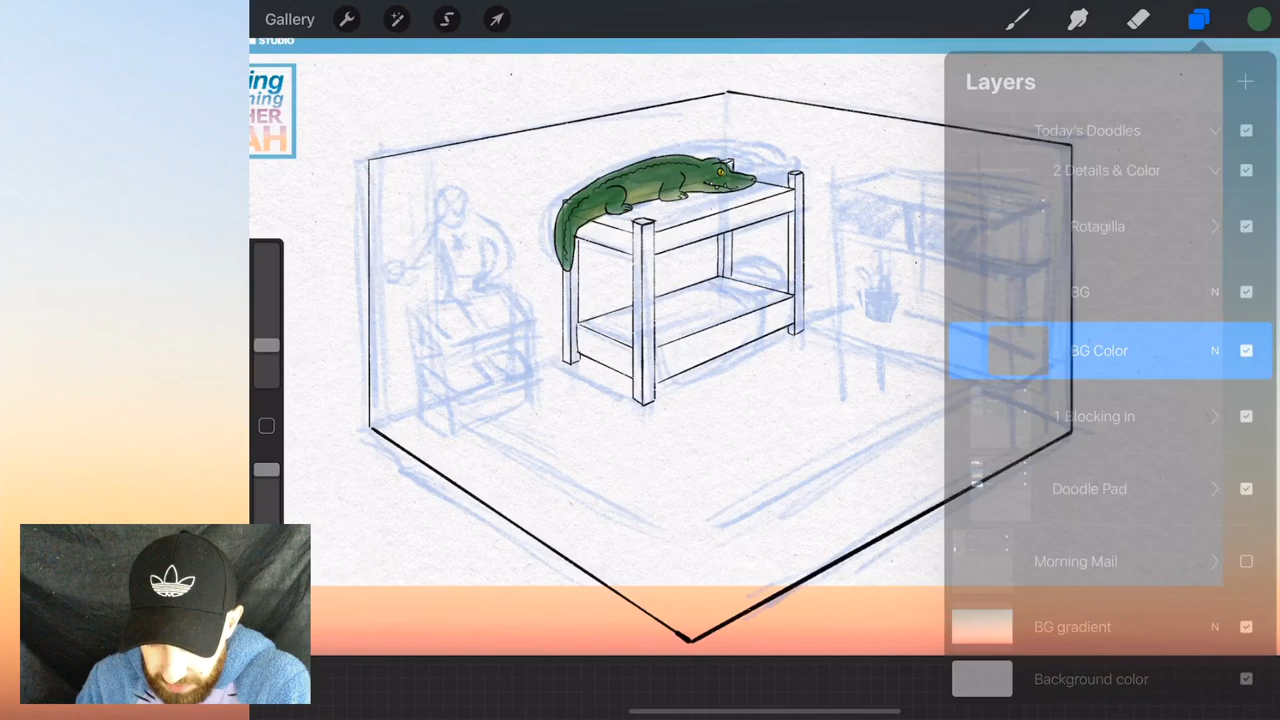 Gallery
STUDIO
ing
ning
HER
AH
Layers
Today's Doodles
2 Details & Color
Rotagilla
BG N
BG Color N
1 Blocking In
Doodle Pad
Morning Mail
BG gradient N
Background color